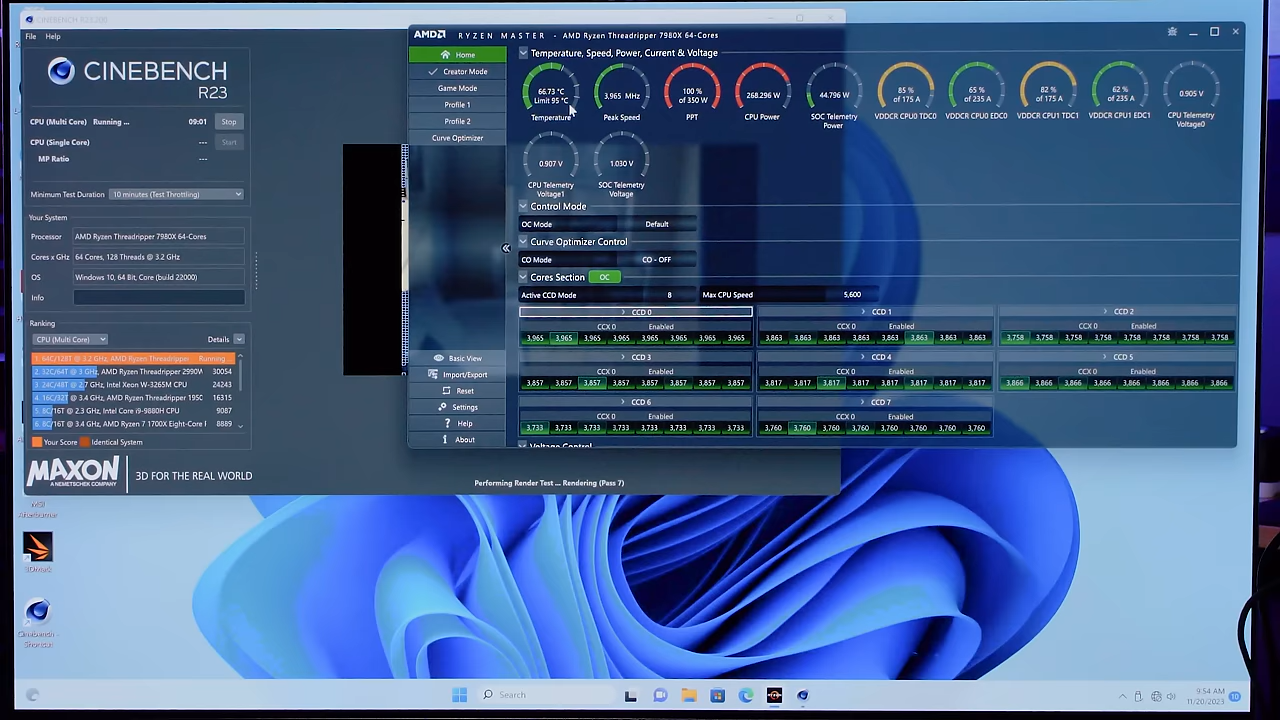 CINEBENCH R23.200
File Help
CINEBENCH
R23
CPU (Multi Core) Running ... 09:01 Stop
CPU (Single Core) --- Start
MP Ratio ---
Minimum Test Duration 10 minutes (Test Throttling)
Your System
Processor AMD Ryzen Threadripper 7980X 64-Cores
Cores x GHz 64 Cores, 128 Threads @ 3.2 GHz
OS Windows 10, 64 Bit, Core (build 22000)
Info
Ranking
CPU (Multi Core) Details
1. 64C/128T @ 3.2 GHz, AMD Ryzen Threadripper Running...
2. 32C/64T @ 3 GHz, AMD Ryzen Threadripper 2990W 30054
3. 24C/48T @ 2.7 GHz, Intel Xeon W-3265M CPU 24243
4. 16C/32T @ 3.4 GHz, AMD Ryzen Threadripper 195C 16315
5. 8C/16T @ 2.3 GHz, Intel Core i9-9880H CPU 9087
6. 8C/16T @ 3.4 GHz, AMD Ryzen 7 1700X Eight-Core F 8889
Your Score Identical System
MAXON
A NEMETSCHEK COMPANY
3D FOR THE REAL WORLD
Performing Render Test ... Rendering (Pass 7)
AMD RYZEN MASTER - AMD Ryzen Threadripper 7980X 64-Cores
Home
Creator Mode
Game Mode
Profile 1
Profile 2
Curve Optimizer
Basic View
Import/Export
Reset
Settings
Help
About
Temperature, Speed, Power, Current & Voltage
66.73 °C
Limit 95 °C
Temperature
3,965 MHz
Peak Speed
100 %
of 350 W
PPT
268.296 W
CPU Power
44.796 W
SOC Telemetry
Power
85 %
of 175 A
VDDCR CPU0 TDC0
65 %
of 235 A
VDDCR CPU0 EDC0
82 %
of 175 A
VDDCR CPU1 TDC1
62 %
of 235 A
VDDCR CPU1 EDC1
0.905 V
CPU Telemetry
Voltage0
0.907 V
CPU Telemetry
Voltage1
1.030 V
SOC Telemetry
Voltage
Control Mode
OC Mode Default
Curve Optimizer Control
CO Mode CO - OFF
Cores Section OC
Active CCD Mode 8 Max CPU Speed 5,600
CCD 0 CCD 1 CCD 2
CCX 0 Enabled CCX 0 Enabled CCX 0 Enabled
3,965 3,965 3,965 3,965 3,965 3,965 3,965 3,965 3,863 3,863 3,863 3,863 3,863 3,863 3,863 3,863 3,758 3,758 3,758 3,758 3,758 3,758 3,758 3,758
CCD 3 CCD 4 CCD 5
CCX 0 Enabled CCX 0 Enabled CCX 0 Enabled
3,857 3,857 3,857 3,857 3,857 3,857 3,857 3,857 3,817 3,817 3,817 3,817 3,817 3,817 3,817 3,817 3,866 3,866 3,866 3,866 3,866 3,866 3,866 3,866
CCD 6 CCD 7
CCX 0 Enabled CCX 0 Enabled
3,733 3,733 3,733 3,733 3,733 3,733 3,733 3,733 3,760 3,760 3,760 3,760 3,760 3,760 3,760 3,760
Voltage Control
MSI
Afterburner
3DMark
Cinebench -
Shortcut
Search
9:54 AM
11/20/2023
10